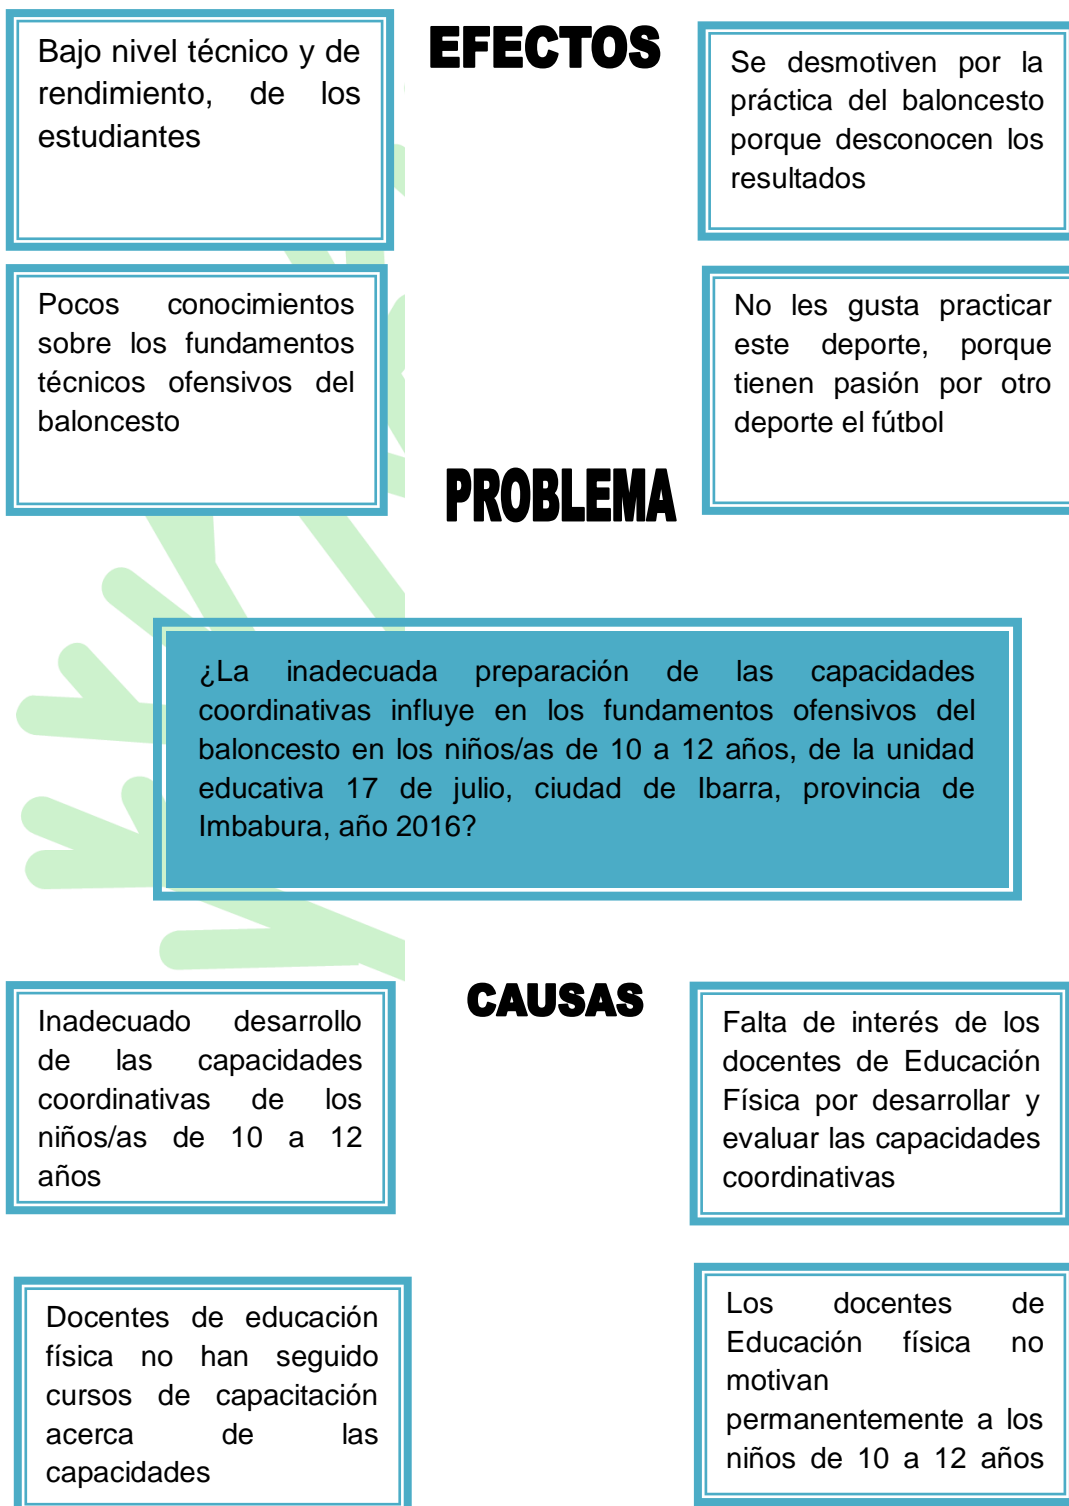 EFECTOS
Bajo nivel técnico y de
rendimiento, de los
estudiantes
Se desmotiven por la
práctica del baloncesto
porque desconocen los
resultados
Pocos conocimientos
sobre los fundamentos
técnicos ofensivos del
baloncesto
No les gusta practicar
este deporte, porque
tienen pasión por otro
deporte el fútbol
PROBLEMA
¿La inadecuada preparación de las capacidades
coordinativas influye en los fundamentos ofensivos del
baloncesto en los niños/as de 10 a 12 años, de la unidad
educativa 17 de julio, ciudad de Ibarra, provincia de
Imbabura, año 2016?
CAUSAS
Inadecuado desarrollo
de las capacidades
coordinativas de los
niños/as de 10 a 12
años
Falta de interés de los
docentes de Educación
Física por desarrollar y
evaluar las capacidades
coordinativas
Docentes de educación
física no han seguido
cursos de capacitación
acerca de las
capacidades
Los docentes de
Educación física no
motivan
permanentemente a los
niños de 10 a 12 años